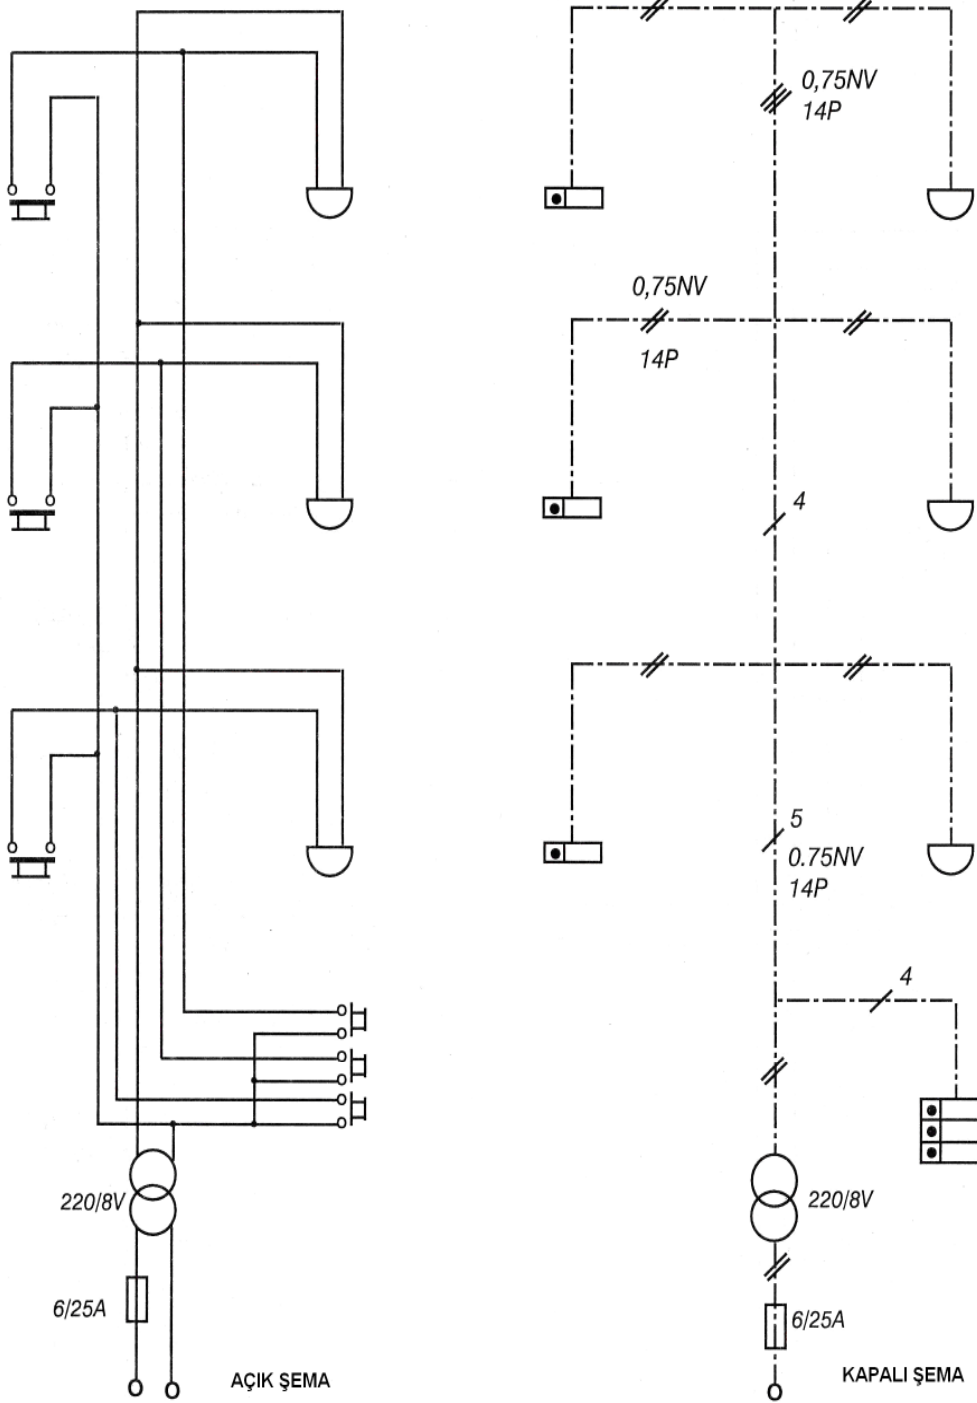 0,75NV
14P
0,75NV
14P
4
5
0.75NV
14P
4
220/8V
220/8V
6/25A
6/25A
AÇIK ŞEMA
KAPALI ŞEMA